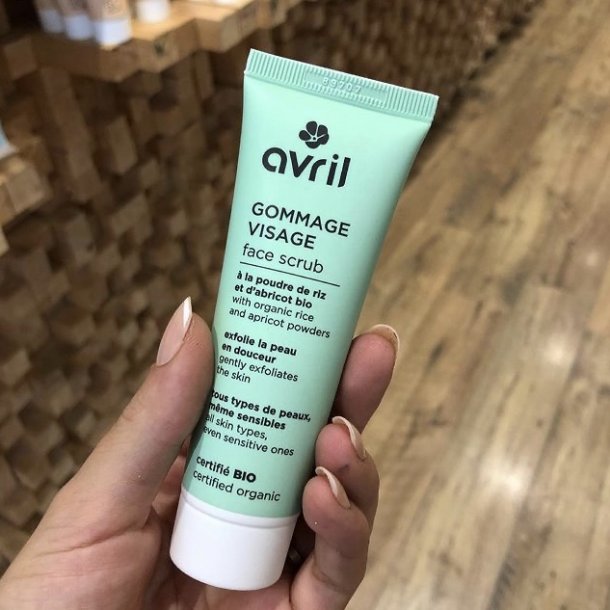 avril
GOMMAGE
VISAGE
face scrub
à la poudre de riz
et d'abricot bio
with organic rice
and apricot powders
exfolie la peau
en douceur
gently exfoliates
the skin
tous types de peaux,
même sensibles
all skin types,
even sensitive ones
certifié BIO
certified organic